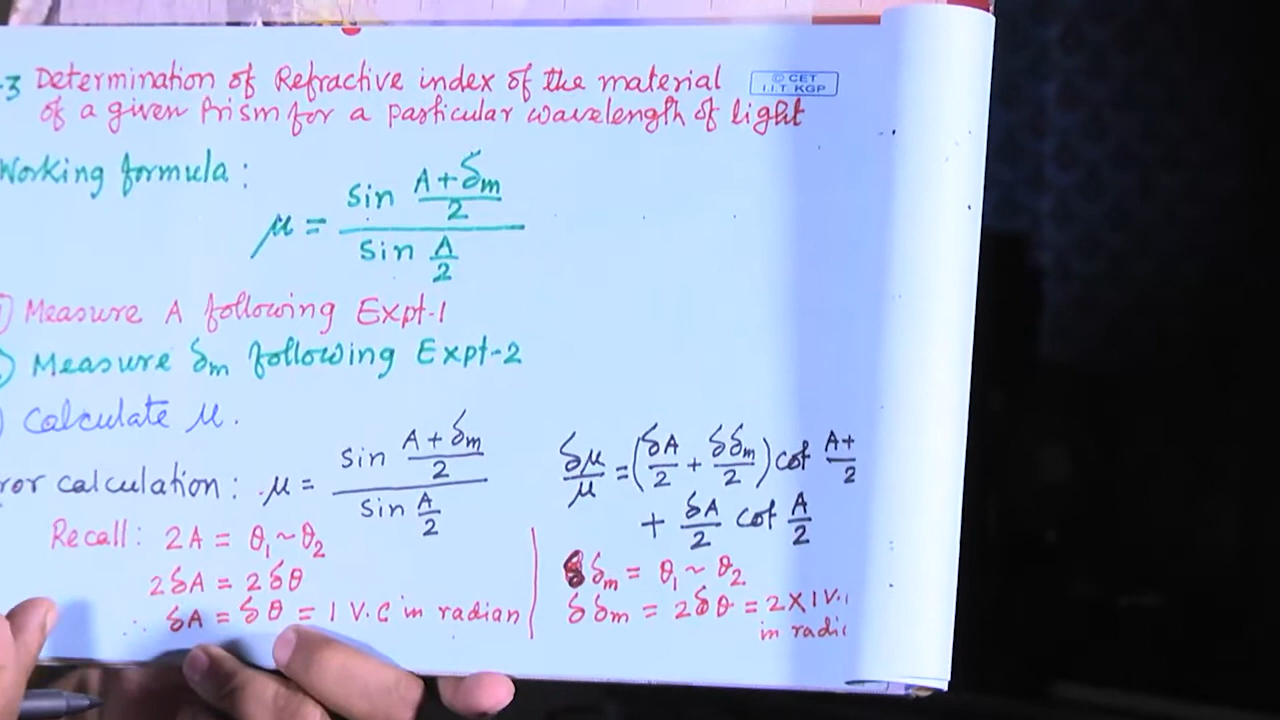 -3 Determination of Refractive index of the material
© CET
I.I.T. KGP
of a given Prism for a particular wavelength of light
Working formula:
μ = (sin (A+δm)/2) / (sin A/2)
) Measure A following Expt-1
) Measure δm following Expt-2
) Calculate μ.
ror calculation: μ = (sin (A+δm)/2) / (sin A/2)
δμ/μ = (δA/2 + δδm/2) cot (A+/2
+ δA/2 cot A/2
Recall: 2A = θ1 ~ θ2
2δA = 2δθ
∴ δA = δθ = 1 V.C in radian
δm = θ1 ~ θ2
δδm = 2δθ = 2×1 V.
in radi